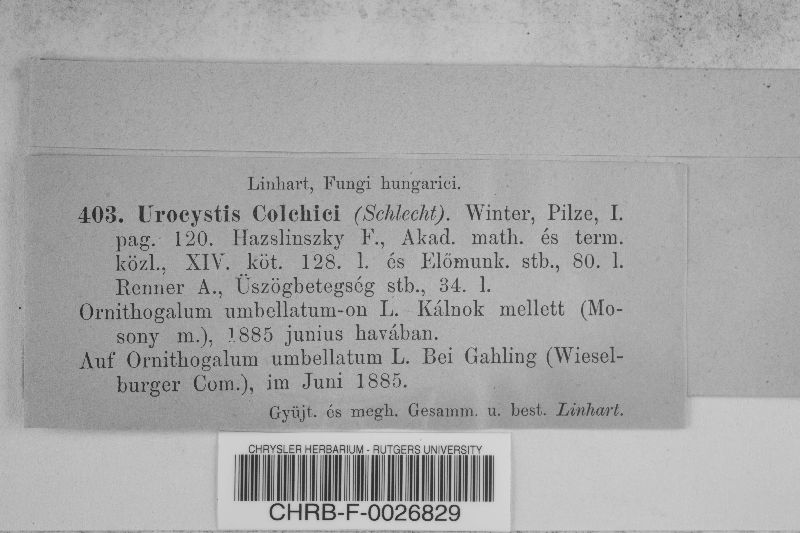 Linhart, Fungi hungarici.
403. Urocystis Colchici (Schlecht). Winter, Pilze, I.
pag. 120. Hazslinszky F., Akad. math. és term.
közl., XIV. köt. 128. l. és Előmunk. stb., 80. l.
Renner A., Üszögbetegség stb., 34. l.
Ornithogalum umbellatum-on L. Kálnok mellett (Mo-
sony m.), 1885 junius havában.
Auf Ornithogalum umbellatum L. Bei Gahling (Wiesel-
burger Com.), im Juni 1885.
Gyüjt. és megh. Gesamm. u. best. Linhart.
CHRYSLER HERBARIUM - RUTGERS UNIVERSITY
CHRB-F-0026829